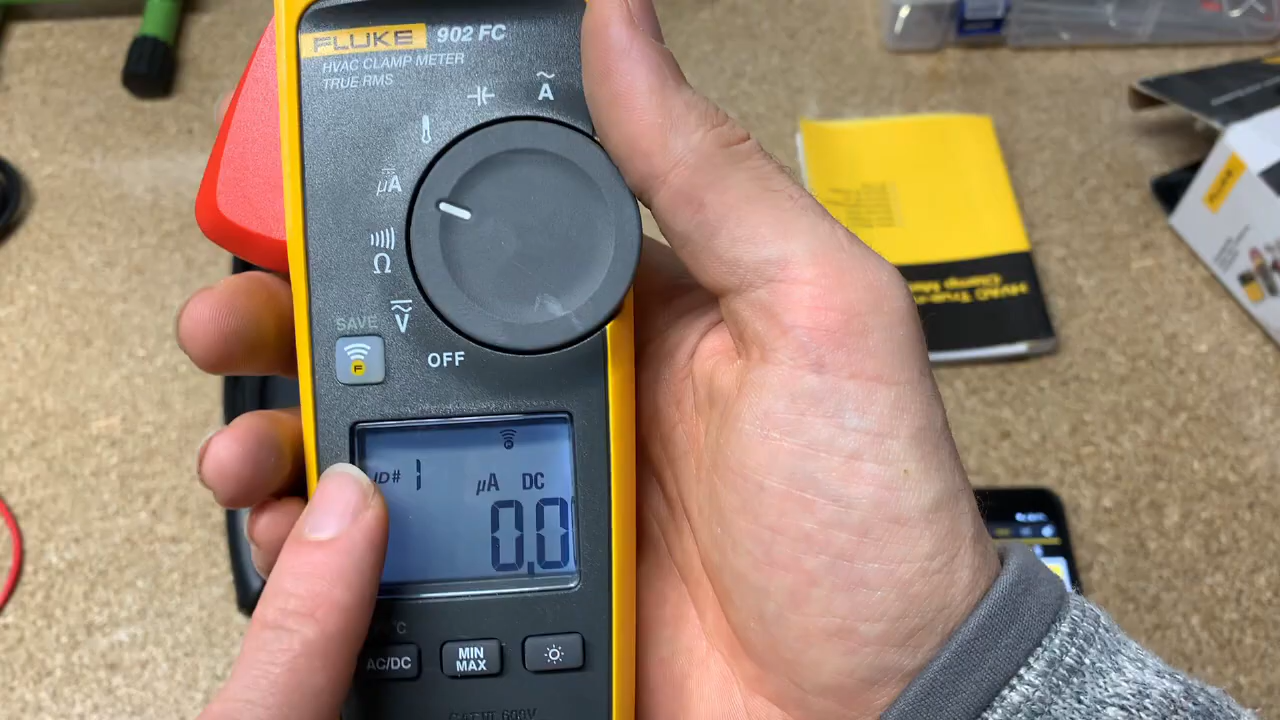 FLUKE 902 FC
HVAC CLAMP METER
TRUE RMS
A
µA
Ω
V
OFF
SAVE
F
ID# 1
µA DC
0.0
°C
AC/DC
MIN
MAX
FLUKE